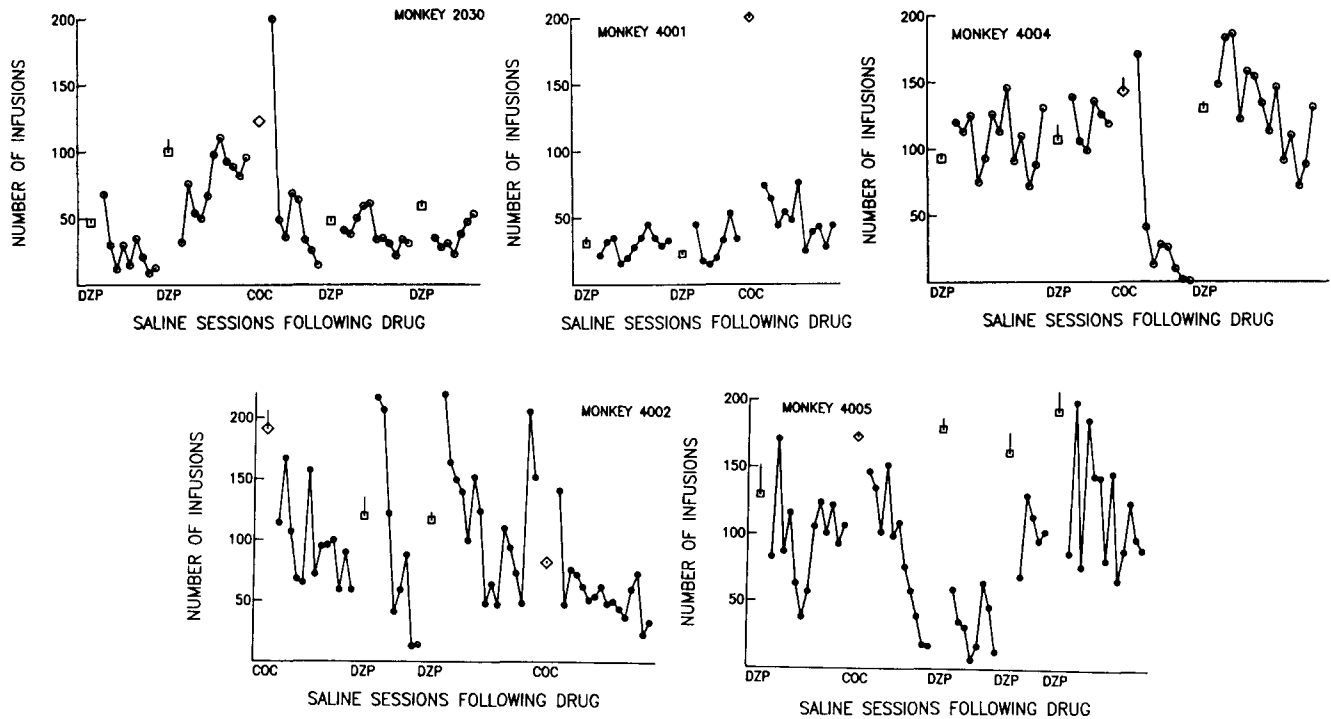 MONKEY 2030
200
150
100
50
NUMBER OF INFUSIONS
DZP DZP COC DZP DZP
SALINE SESSIONS FOLLOWING DRUG
MONKEY 4001
200
150
100
50
NUMBER OF INFUSIONS
DZP DZP COC
SALINE SESSIONS FOLLOWING DRUG
MONKEY 4004
200
150
100
50
NUMBER OF INFUSIONS
DZP DZP COC DZP
SALINE SESSIONS FOLLOWING DRUG
MONKEY 4002
200
150
100
50
NUMBER OF INFUSIONS
COC DZP DZP COC
SALINE SESSIONS FOLLOWING DRUG
MONKEY 4005
200
150
100
50
NUMBER OF INFUSIONS
DZP COC DZP DZP DZP
SALINE SESSIONS FOLLOWING DRUG